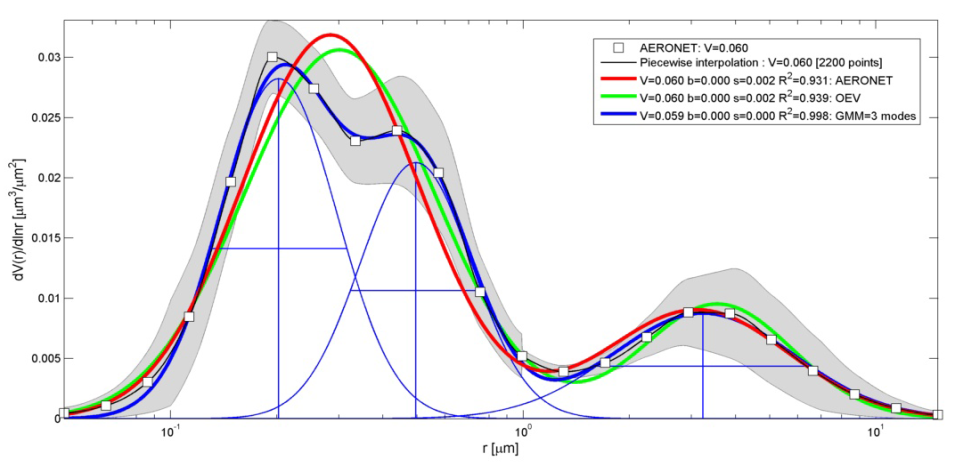 0.03
0.025
0.02
0.015
0.01
0.005
0
dV(r)/dlnr [μm³/μm²]
10⁻¹
10⁰
10¹
r [μm]
AERONET: V=0.060
Piecewise interpolation : V=0.060 [2200 points]
V=0.060 b=0.000 s=0.002 R²=0.931: AERONET
V=0.060 b=0.000 s=0.002 R²=0.939: OEV
V=0.059 b=0.000 s=0.000 R²=0.998: GMM=3 modes